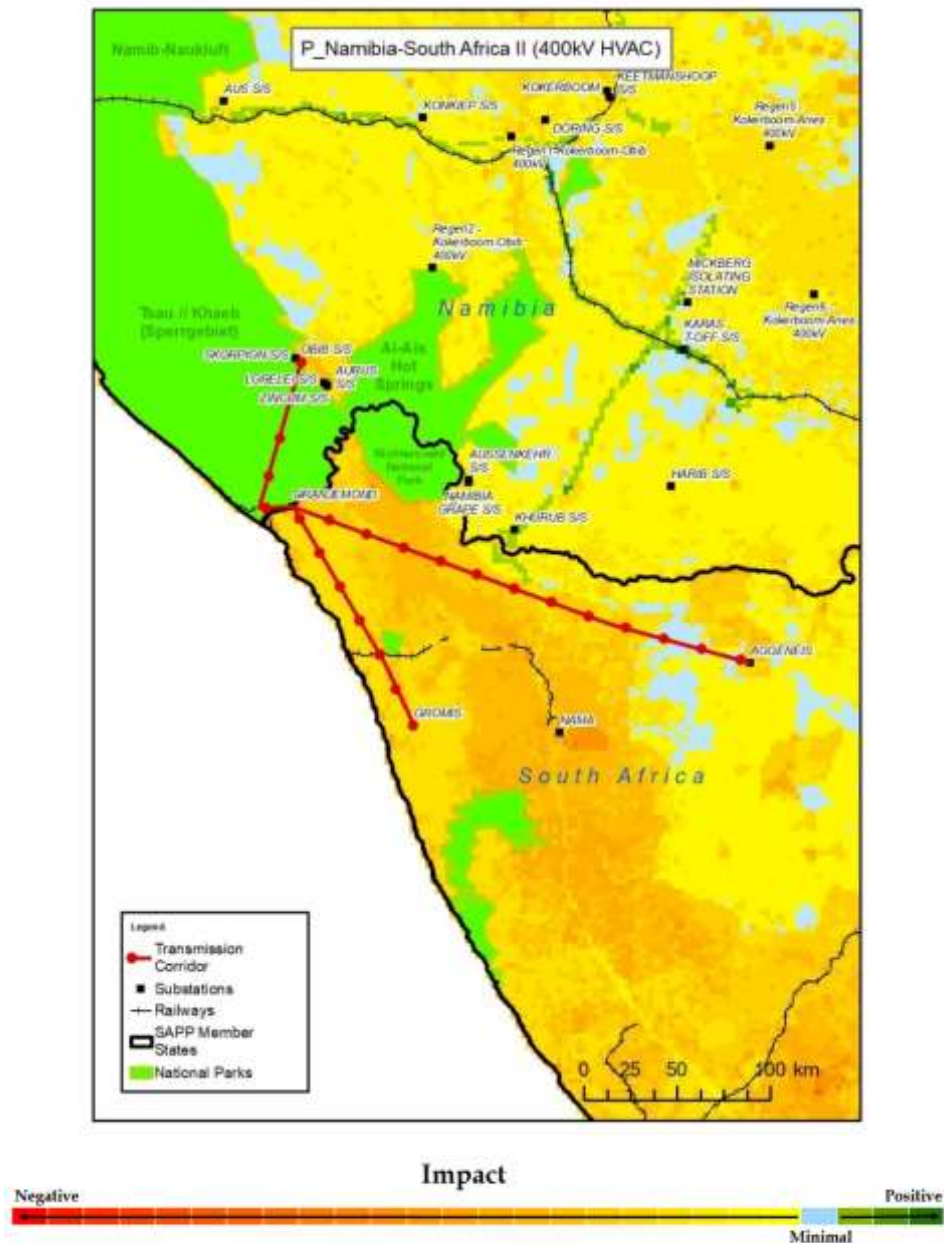 Namib-Naukluft
P_Namibia-South Africa II (400kV HVAC)
AUS S/S
KONKIEP S/S
KOKERBOOM
KEETMANSHOOP
S/S
DORING S/S
Regen1-Kokerboom-Obib
400kV
Regen5 -
Kokerboom-Aries
400kV
Regen2 -
Kokerboom-Obib
400kV
Namibia
NICKBERG
ISOLATING
STATION
Regen6 -
Kokerboom-Aries
400kV
KARAS
T-OFF S/S
Tsau // Khaeb
(Sperrgebiet)
SKORPION S/S
OBIB S/S
LORELEI S/S
AURUS
S/S
ZINCUM S/S
Ai-Ais
Hot
Springs
National
Park
AUSSENKEHR
S/S
NAMIBIA
GRAPE S/S
HARIB S/S
ORANJEMOND
KHURUB S/S
AGGENEIS
GROMIS
NAMA
South Africa
Legend
Transmission
Corridor
Substations
Railways
SAPP Member
States
National Parks
0 25 50 100 km
Impact
Negative
Positive
Minimal